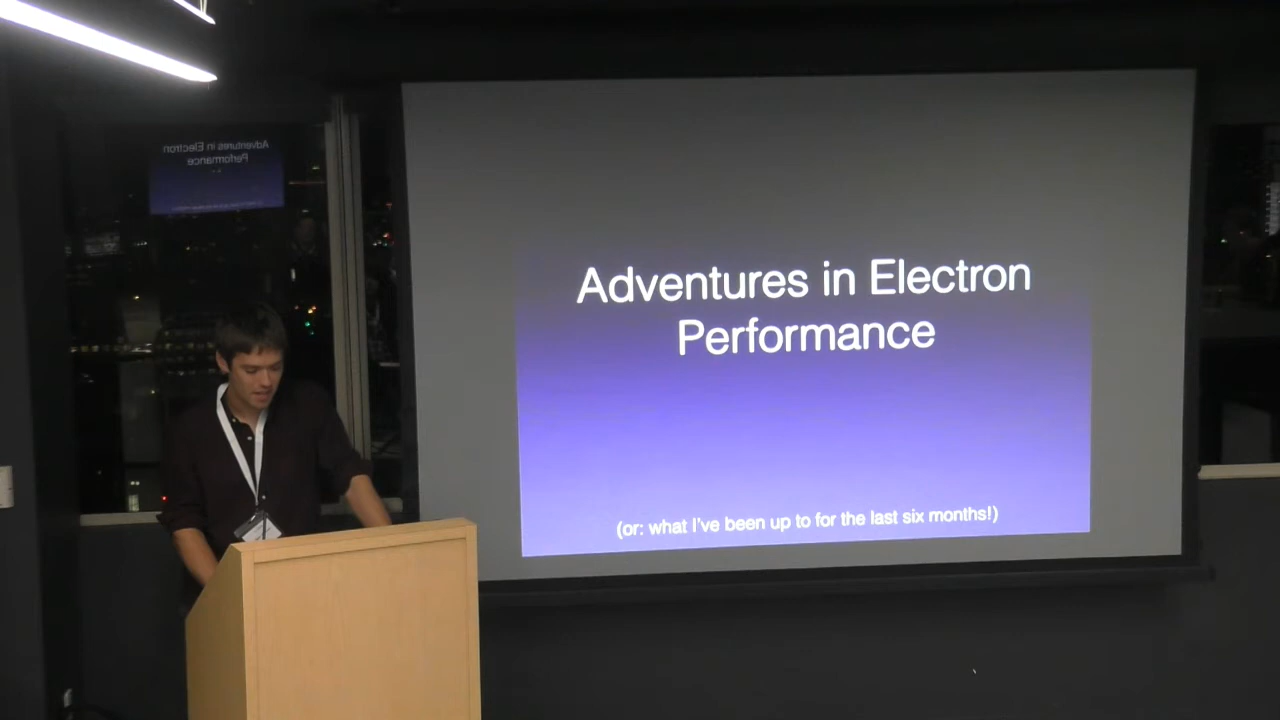 Adventures in Electron
Performance
(or: what I've been up to for the last six months!)
Adventures in Electron
Performance